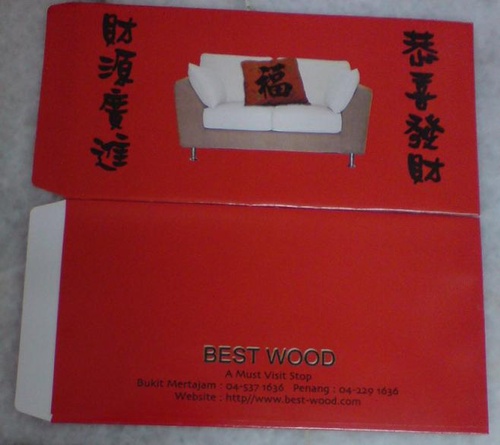 恭喜發財
福
財源廣進
BEST WOOD
A Must Visit Stop
Bukit Mertajam : 04-537 1636 Penang : 04-229 1636
Website : http//www.best-wood.com